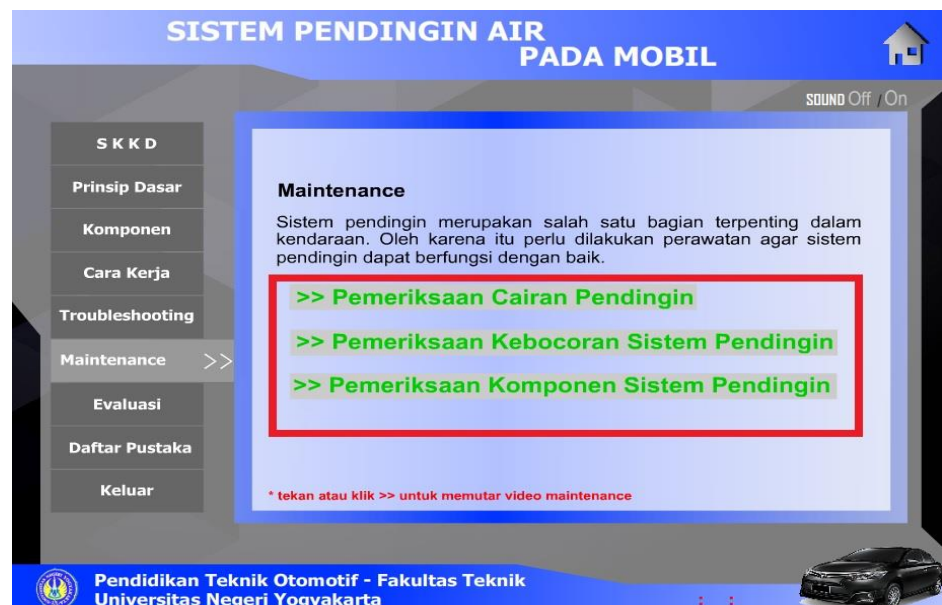 SISTEM PENDINGIN AIR
PADA MOBIL
SOUND Off / On
S K K D
Prinsip Dasar
Komponen
Cara Kerja
Troubleshooting
Maintenance >>
Evaluasi
Daftar Pustaka
Keluar
Maintenance
Sistem pendingin merupakan salah satu bagian terpenting dalam
kendaraan. Oleh karena itu perlu dilakukan perawatan agar sistem
pendingin dapat berfungsi dengan baik.
>> Pemeriksaan Cairan Pendingin
>> Pemeriksaan Kebocoran Sistem Pendingin
>> Pemeriksaan Komponen Sistem Pendingin
* tekan atau klik >> untuk memutar video maintenance
Pendidikan Teknik Otomotif - Fakultas Teknik
Universitas Negeri Yogyakarta